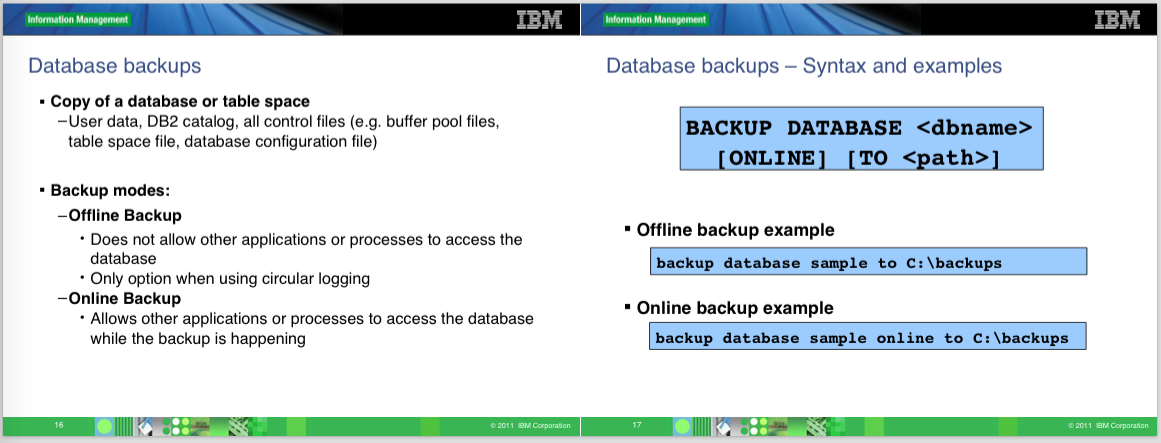 Information Management
IBM
Database backups
▪ Copy of a database or table space
–User data, DB2 catalog, all control files (e.g. buffer pool files,
table space file, database configuration file)
▪ Backup modes:
–Offline Backup
• Does not allow other applications or processes to access the
database
• Only option when using circular logging
–Online Backup
• Allows other applications or processes to access the database
while the backup is happening
16
© 2011 IBM Corporation
Information Management
IBM
Database backups – Syntax and examples
BACKUP DATABASE <dbname>
[ONLINE] [TO <path>]
▪ Offline backup example
backup database sample to C:\backups
▪ Online backup example
backup database sample online to C:\backups
17
© 2011 IBM Corporation